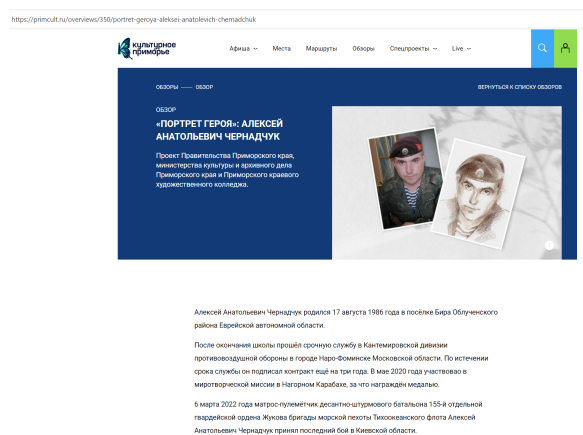 https://primcult.ru/overviews/350/portret-geroya-aleksei-anatolevich-chernadchuk
культурное
приморье
Афиша
Места
Маршруты
Обзоры
Спецпроекты
Live
ОБЗОРЫ — ОБЗОР
ВЕРНУТЬСЯ К СПИСКУ ОБЗОРОВ
ОБЗОР
«ПОРТРЕТ ГЕРОЯ»: АЛЕКСЕЙ
АНАТОЛЬЕВИЧ ЧЕРНАДЧУК
Проект Правительства Приморского края,
министерства культуры и архивного дела
Приморского края и Приморского краевого
художественного колледжа.
Алексей Анатольевич Чернадчук родился 17 августа 1986 года в посёлке Бира Облученского
района Еврейской автономной области.
После окончания школы прошёл срочную службу в Кантемировской дивизии
противовоздушной обороны в городе Наро-Фоминске Московской области. По истечении
срока службы он подписал контракт ещё на три года. В мае 2020 года участвовао в
миротворческой миссии в Нагорном Карабахе, за что награждён медалью.
6 марта 2022 года матрос-пулемётчик десантно-штурмового батальона 155-й отдельной
гвардейской ордена Жукова бригады морской пехоты Тихоокеанского флота Алексей
Анатольевич Чернадчук принял последний бой в Киевской области.